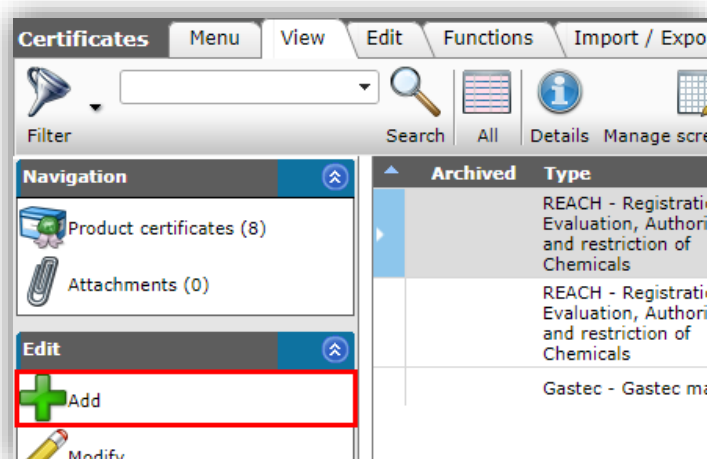 Certificates Menu View Edit Functions Import / Expo
Filter Search All Details Manage scre
Navigation
Product certificates (8)
Attachments (0)
Edit
Add
Modify
Archived Type
REACH - Registrati
Evaluation, Authori
and restriction of
Chemicals
REACH - Registrati
Evaluation, Authori
and restriction of
Chemicals
Gastec - Gastec ma